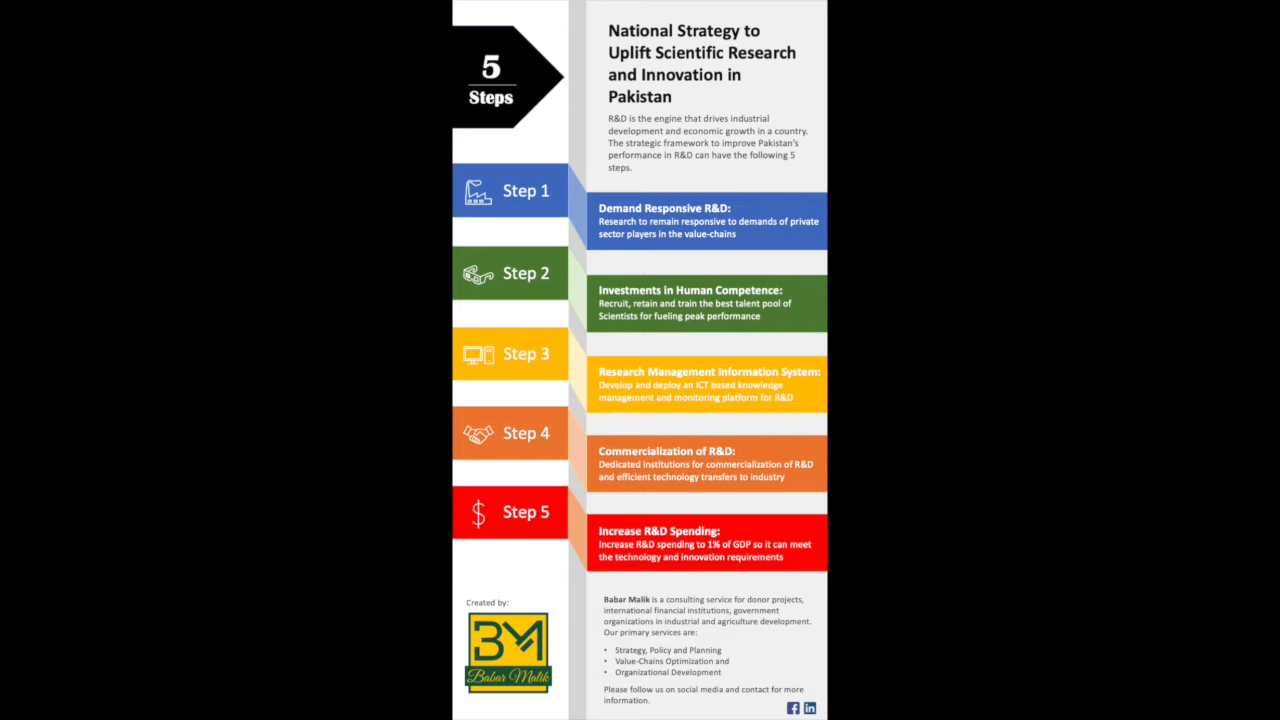 5
Steps
National Strategy to
Uplift Scientific Research
and Innovation in
Pakistan
R&D is the engine that drives industrial
development and economic growth in a country.
The strategic framework to improve Pakistan's
performance in R&D can have the following 5
steps.
Step 1
Demand Responsive R&D:
Research to remain responsive to demands of private
sector players in the value-chains
Step 2
Investments in Human Competence:
Recruit, retain and train the best talent pool of
Scientists for fueling peak performance
Step 3
Research Management Information System:
Develop and deploy an ICT based knowledge
management and monitoring platform for R&D
Step 4
Commercialization of R&D:
Dedicated institutions for commercialization of R&D
and efficient technology transfers to industry
Step 5
Increase R&D Spending:
Increase R&D spending to 1% of GDP so it can meet
the technology and innovation requirements
Created by:
BM
Babar Malik
Babar Malik is a consulting service for donor projects,
international financial institutions, government
organizations in industrial and agriculture development.
Our primary services are:
• Strategy, Policy and Planning
• Value-Chains Optimization and
• Organizational Development
Please follow us on social media and contact for more
information.
f in